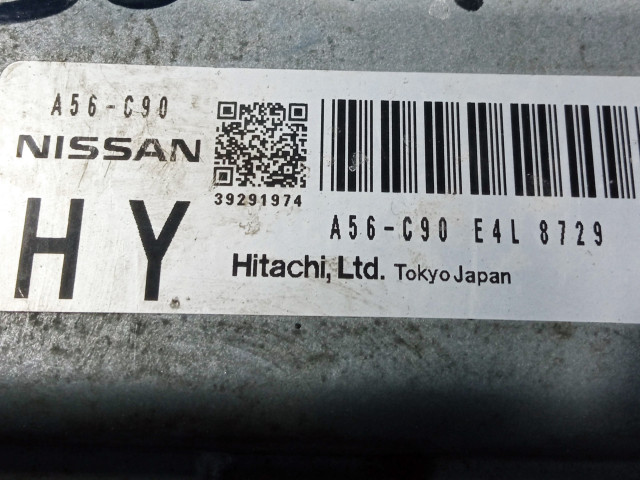 A56-C90
NISSAN
39291974
A56-C90 E4L 8729
HY
Hitachi, Ltd. Tokyo Japan